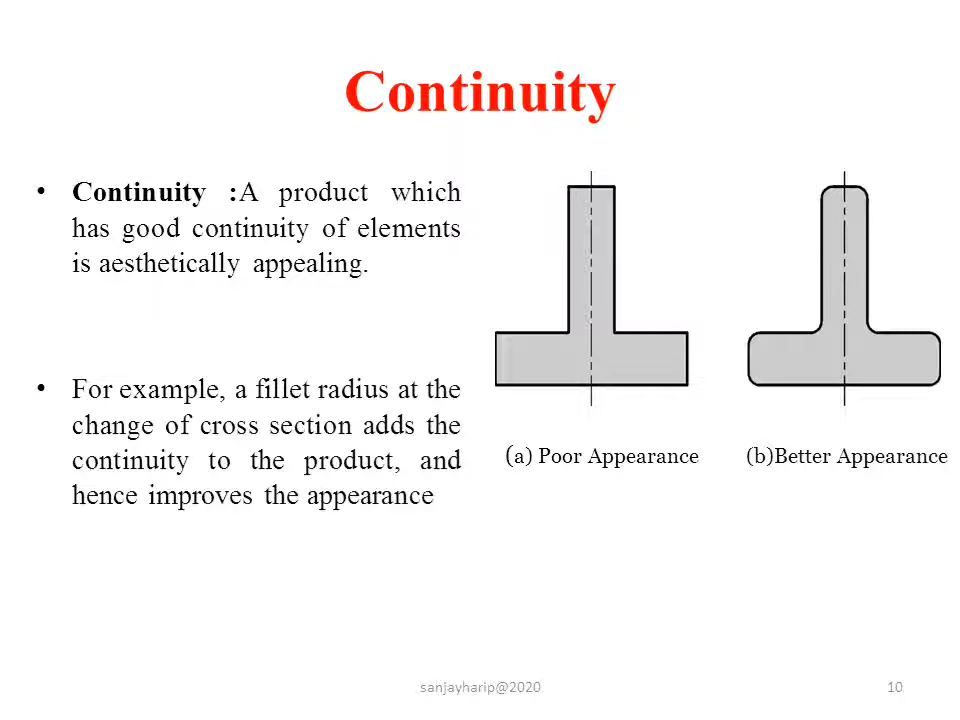 Continuity
• Continuity :A product which
has good continuity of elements
is aesthetically appealing.
• For example, a fillet radius at the
change of cross section adds the
continuity to the product, and
hence improves the appearance
(a) Poor Appearance
(b)Better Appearance
sanjayharip@2020
10